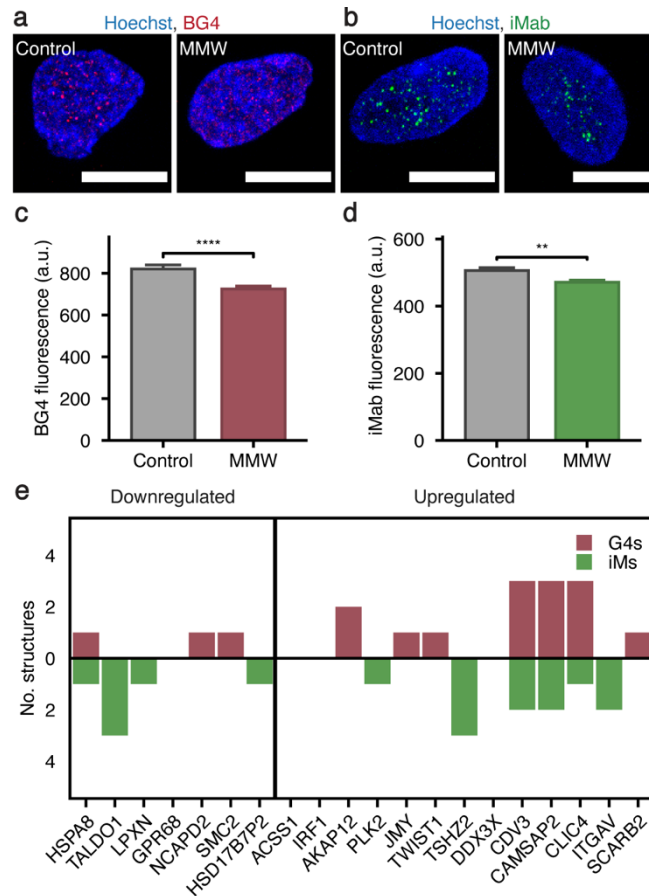 a
Hoechst, BG4
Control
MMW
b
Hoechst, iMab
Control
MMW
c
BG4 fluorescence (a.u.)
800
600
400
200
0
****
Control
MMW
d
iMab fluorescence (a.u.)
600
400
200
0
**
Control
MMW
e
Downregulated
Upregulated
No. structures
4
2
0
2
4
G4s
iMs
HSPA8
TALDO1
LPXN
GPR68
NCAPD2
SMC2
HSD17B7P2
ACSS1
IRF1
AKAP12
PLK2
JMY
TWIST1
TSHZ2
DDX3X
CDV3
CAMSAP2
CLIC4
ITGAV
SCARB2